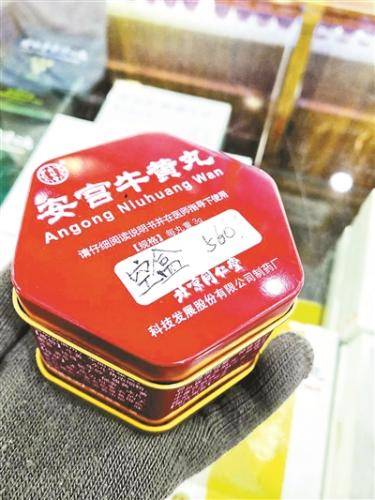 安宫牛黄丸
Angong Niuhuang Wan
请仔细阅读说明书并在医师指导下使用
【规格】每丸重3g
空盒 560
北京同仁堂
科技发展股份有限公司制药厂